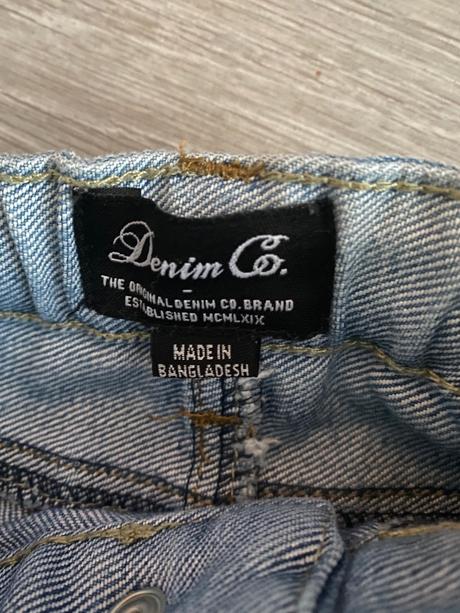 Denim Co.
THE ORIGINAL DENIM CO. BRAND
ESTABLISHED MCMLXIX
MADE IN
BANGLADESH